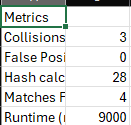 Metrics
Collisions 3
False Posi 0
Hash calc 28
Matches F 4
Runtime (r 9000